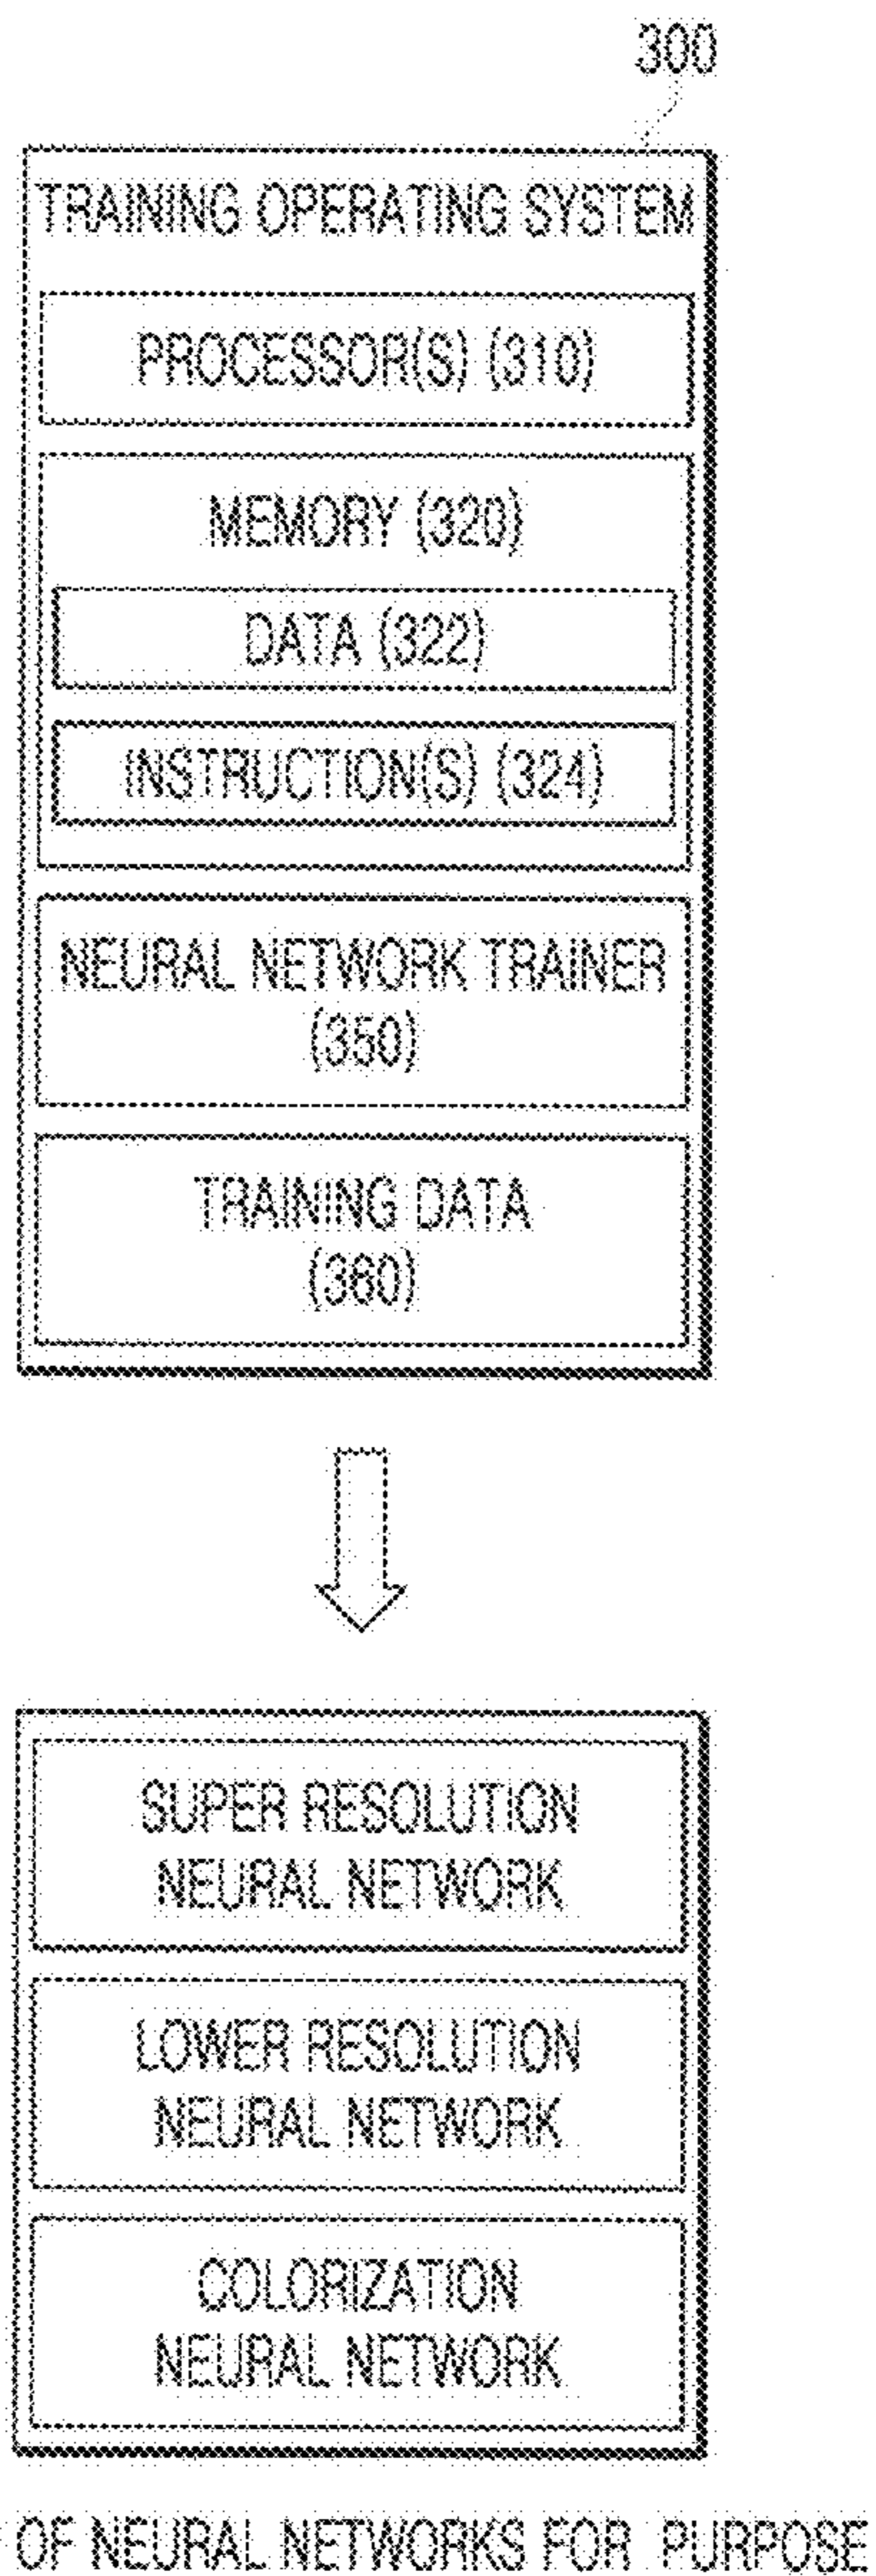 300
TRAINING OPERATING SYSTEM
PROCESSOR(S) (310)
MEMORY (320)
DATA (322)
INSTRUCTION(S) (324)
NEURAL NETWORK TRAINER
(350)
TRAINING DATA
(360)
SUPER RESOLUTION
NEURAL NETWORK
LOWER RESOLUTION
NEURAL NETWORK
COLORIZATION
NEURAL NETWORK
OF NEURAL NETWORKS FOR PURPOSE